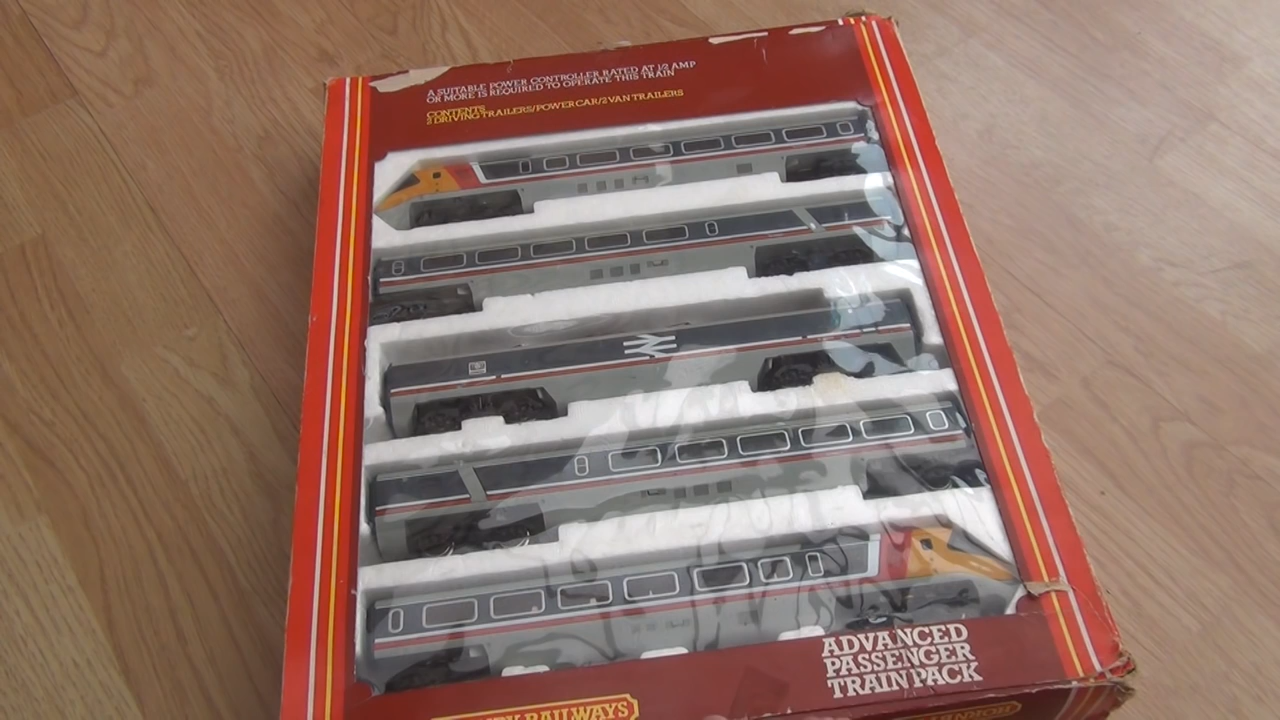 A SUITABLE POWER CONTROLLER RATED AT 1/2 AMP
OR MORE IS REQUIRED TO OPERATE THIS TRAIN
CONTENTS
2 DRIVING TRAILERS/POWER CAR/2 VAN TRAILERS
ADVANCED
PASSENGER
TRAIN PACK
RAILWAYS